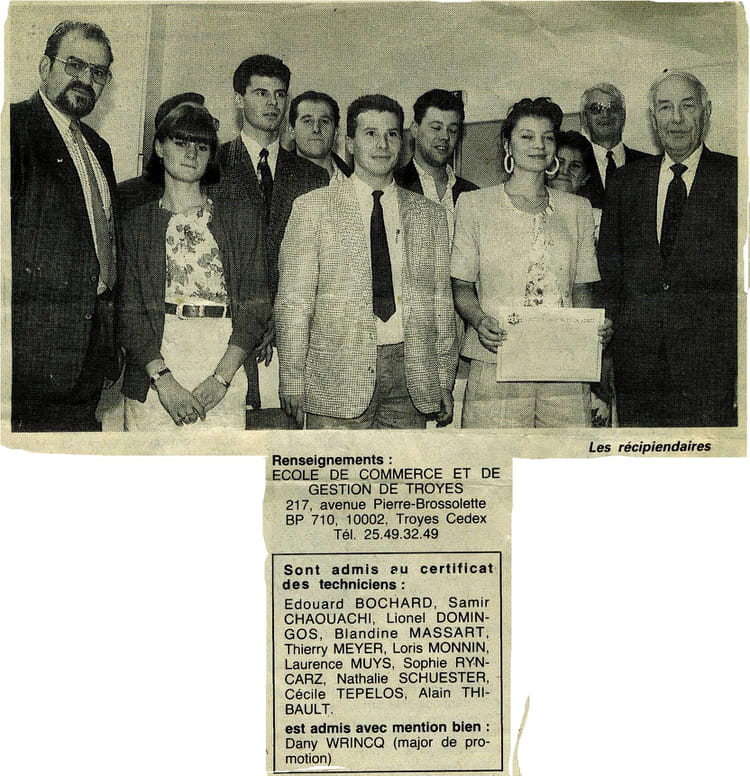 Les récipiendaires
Renseignements :
ECOLE DE COMMERCE ET DE
GESTION DE TROYES
217, avenue Pierre-Brossolette
BP 710, 10002, Troyes Cedex
Tél. 25.49.32.49
Sont admis au certificat
des techniciens :
Edouard BOCHARD, Samir
CHAOUACHI, Lionel DOMIN-
GOS, Blandine MASSART,
Thierry MEYER, Loris MONNIN,
Laurence MUYS, Sophie RYN-
CARZ, Nathalie SCHUESTER,
Cécile TEPELOS, Alain THI-
BAULT.
est admis avec mention bien :
Dany WRINCQ (major de pro-
motion)